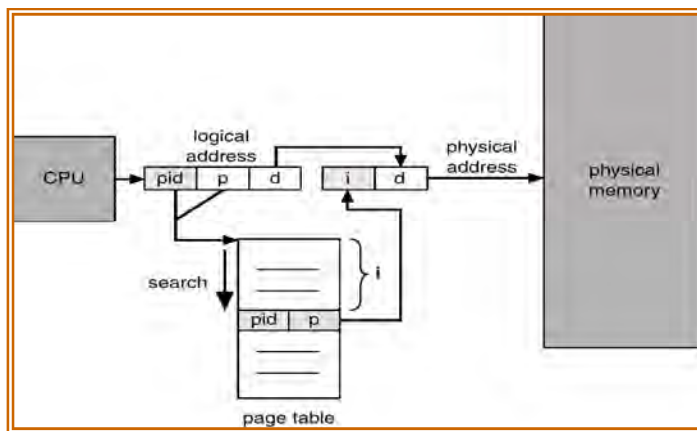 logical
address
physical
address
CPU
pid p d
i d
physical
memory
search
i
pid p
page table